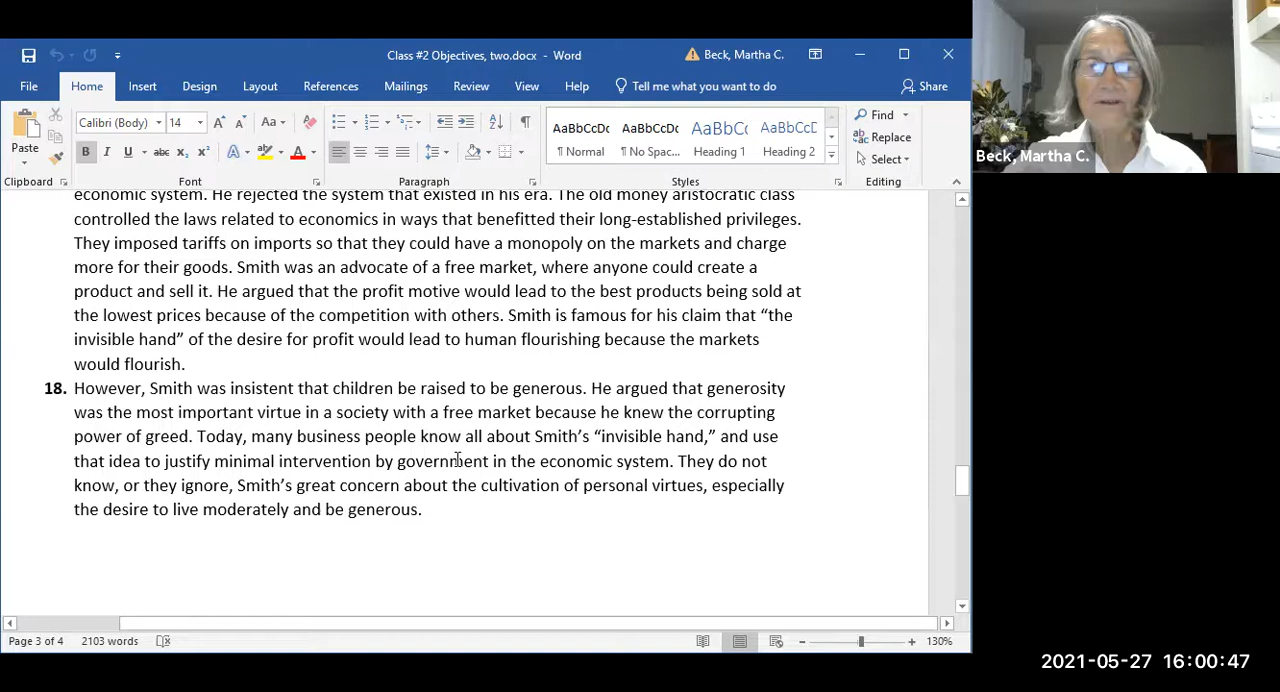 Class #2 Objectives, two.docx - Word
Beck, Martha C.
File Home Insert Design Layout References Mailings Review View Help Tell me what you want to do Share
Calibri (Body) 14 Aa
AaBbCcDc AaBbCcDc AaBbCc AaBbCcD
Find
Replace
Select
Paste
B I U abc x₂ x² A A
¶ Normal ¶ No Spac... Heading 1 Heading 2
Clipboard Font Paragraph Styles Editing
Beck, Martha C.
economic system. He rejected the system that existed in his era. The old money aristocratic class
controlled the laws related to economics in ways that benefitted their long-established privileges.
They imposed tariffs on imports so that they could have a monopoly on the markets and charge
more for their goods. Smith was an advocate of a free market, where anyone could create a
product and sell it. He argued that the profit motive would lead to the best products being sold at
the lowest prices because of the competition with others. Smith is famous for his claim that “the
invisible hand” of the desire for profit would lead to human flourishing because the markets
would flourish.
18. However, Smith was insistent that children be raised to be generous. He argued that generosity
was the most important virtue in a society with a free market because he knew the corrupting
power of greed. Today, many business people know all about Smith’s “invisible hand,” and use
that idea to justify minimal intervention by government in the economic system. They do not
know, or they ignore, Smith’s great concern about the cultivation of personal virtues, especially
the desire to live moderately and be generous.
Page 3 of 4 2103 words 130%
2021-05-27 16:00:47